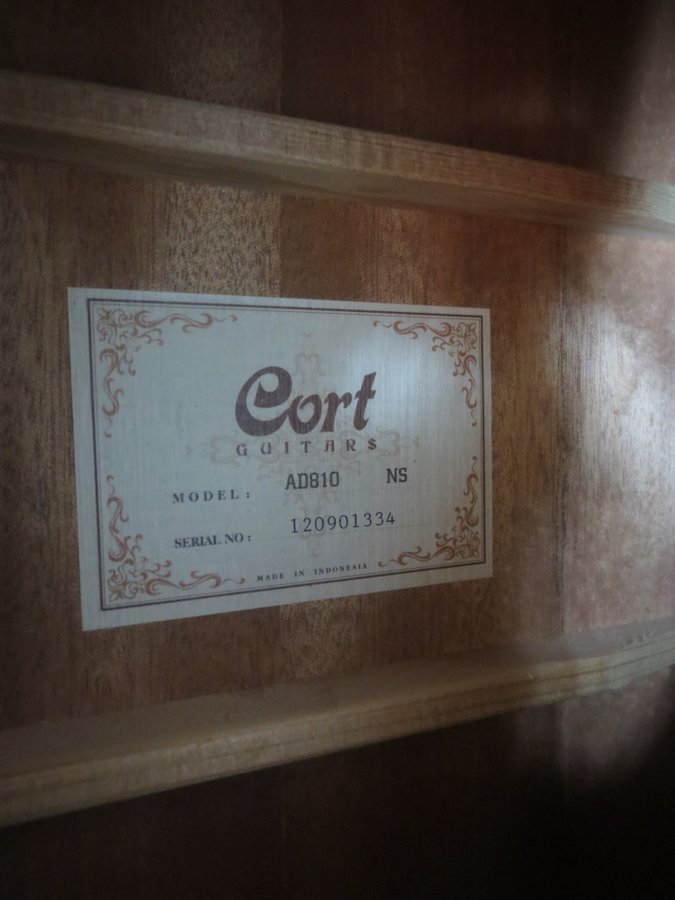 Cort
GUITARS
MODEL: AD810 NS
SERIAL NO: 120901334
MADE IN INDONESIA